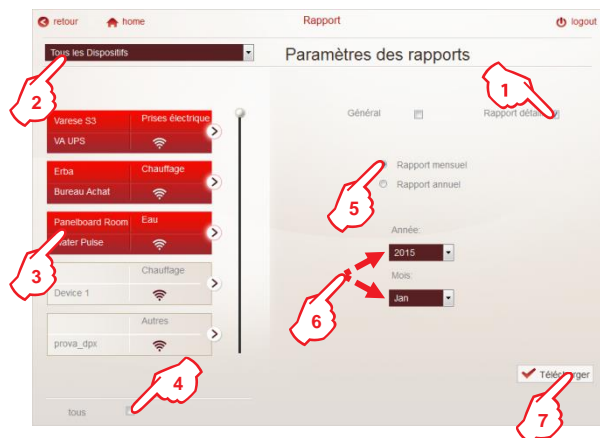 retour
home
Rapport
logout
Tous les Dispositifs
Paramètres des rapports
1
2
Varese S3
Prises électrique
VA UPS
Général
Rapport détail
Erba
Chauffage
Bureau Achat
Rapport mensuel
Rapport annuel
5
Panelboard Room
Eau
Water Pulse
3
Année:
2015
Mois:
Jan
6
Chauffage
Device 1
Autres
prova_dpx
4
tous
Télécharger
7